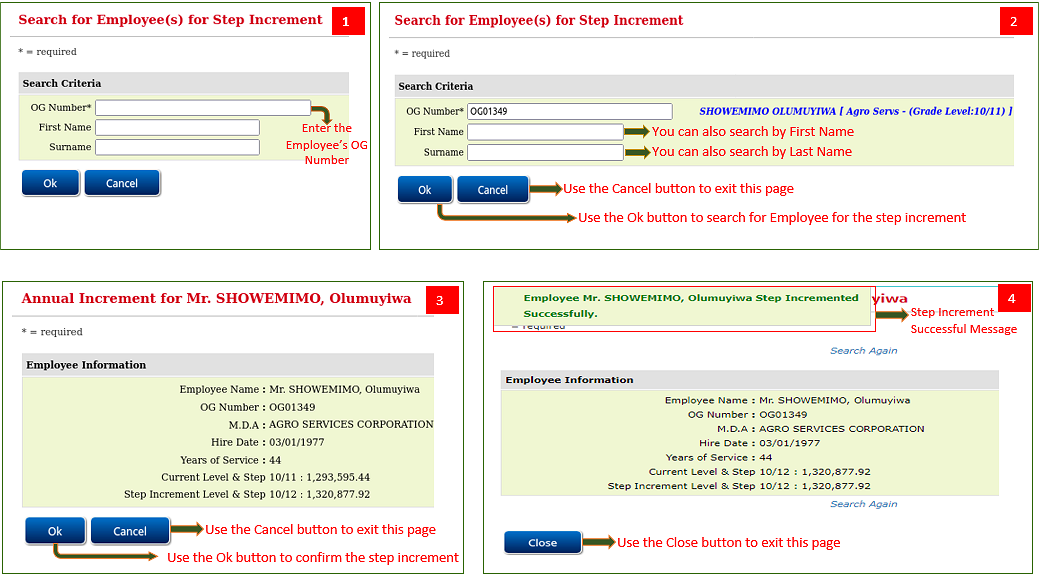 Search for Employee(s) for Step Increment
1
* = required
Search Criteria
OG Number*
First Name
Surname
Enter the
Employee's OG
Number
Ok
Cancel
Search for Employee(s) for Step Increment
2
* = required
Search Criteria
OG Number* OG01349 SHOWEMIMO OLUMUYIWA [ Agro Servs - (Grade Level:10/11) ]
First Name You can also search by First Name
Surname You can also search by Last Name
Ok Cancel Use the Cancel button to exit this page
Use the Ok button to search for Employee for the step increment
Annual Increment for Mr. SHOWEMIMO, Olumuyiwa
3
* = required
Employee Information
Employee Name : Mr. SHOWEMIMO, Olumuyiwa
OG Number : OG01349
M.D.A : AGRO SERVICES CORPORATION
Hire Date : 03/01/1977
Years of Service : 44
Current Level & Step 10/11 : 1,293,595.44
Step Increment Level & Step 10/12 : 1,320,877.92
Ok Cancel Use the Cancel button to exit this page
Use the Ok button to confirm the step increment
Employee Mr. SHOWEMIMO, Olumuyiwa Step Incremented
Successfully.
yiwa
4
= required
Step Increment
Successful Message
Search Again
Employee Information
Employee Name : Mr. SHOWEMIMO, Olumuyiwa
OG Number : OG01349
M.D.A : AGRO SERVICES CORPORATION
Hire Date : 03/01/1977
Years of Service : 44
Current Level & Step 10/12 : 1,320,877.92
Step Increment Level & Step 10/12 : 1,320,877.92
Search Again
Close Use the Close button to exit this page